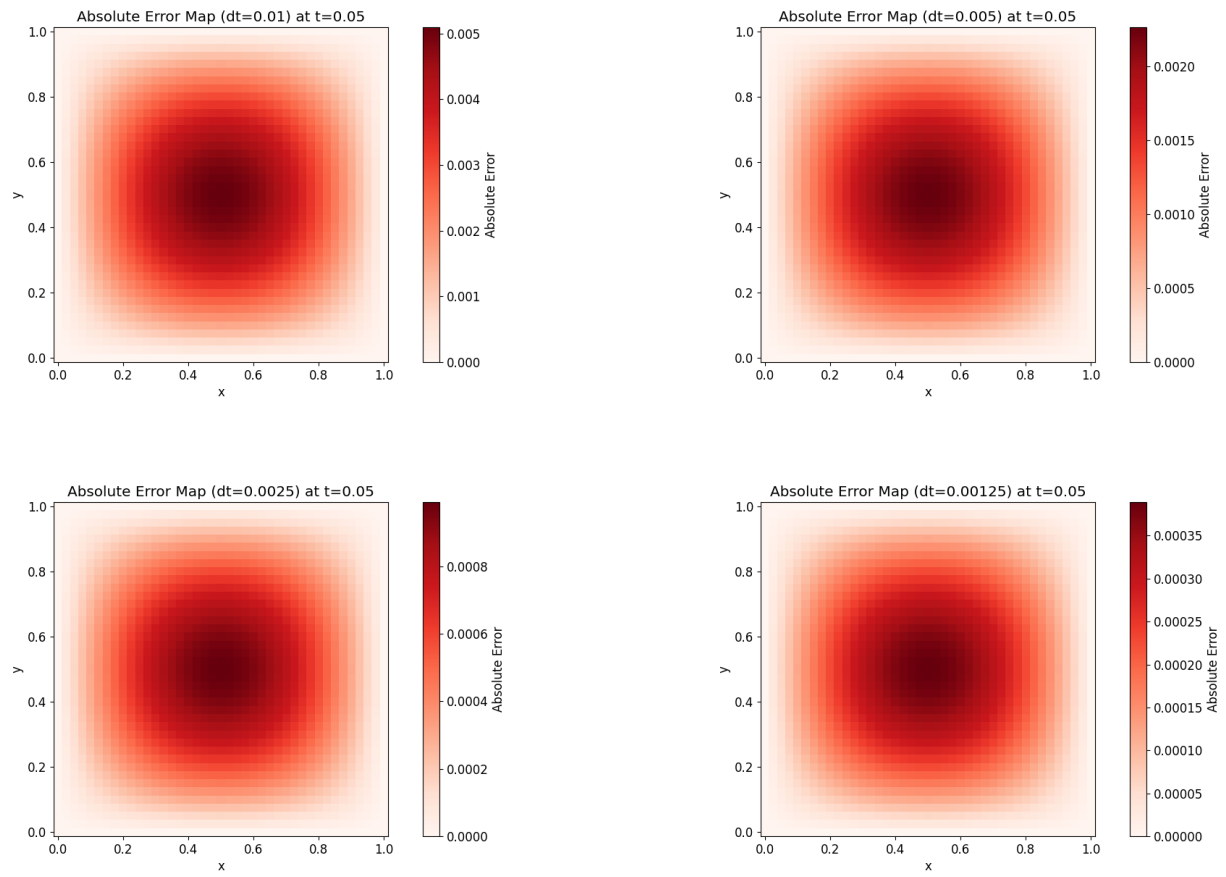 Absolute Error Map (dt=0.01) at t=0.05
1.0
0.8
0.6
0.4
0.2
0.0
y
0.0 0.2 0.4 0.6 0.8 1.0
x
0.005
0.004
0.003
0.002
0.001
0.000
Absolute Error
Absolute Error Map (dt=0.005) at t=0.05
1.0
0.8
0.6
0.4
0.2
0.0
y
0.0 0.2 0.4 0.6 0.8 1.0
x
0.0020
0.0015
0.0010
0.0005
0.0000
Absolute Error
Absolute Error Map (dt=0.0025) at t=0.05
1.0
0.8
0.6
0.4
0.2
0.0
y
0.0 0.2 0.4 0.6 0.8 1.0
x
0.0008
0.0006
0.0004
0.0002
0.0000
Absolute Error
Absolute Error Map (dt=0.00125) at t=0.05
1.0
0.8
0.6
0.4
0.2
0.0
y
0.0 0.2 0.4 0.6 0.8 1.0
x
0.00035
0.00030
0.00025
0.00020
0.00015
0.00010
0.00005
0.00000
Absolute Error